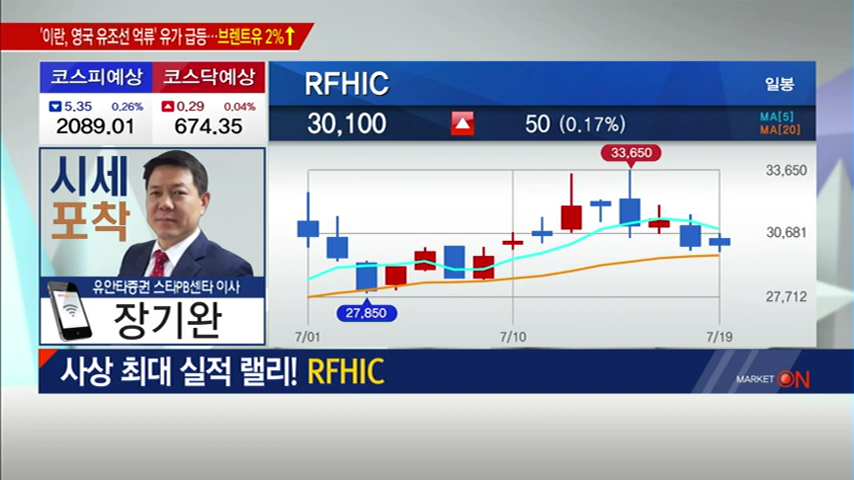 '이란, 영국 유조선 억류' 유가 급등…브렌트유 2%↑
코스피예상 코스닥예상
▼ 5.35 0.26% ▲ 0.29 0.04%
2089.01 674.35
시세
포착
유안타증권 스타PB센타 이사
장기완
RFHIC 일봉
30,100 ▲ 50 (0.17%)
MA[5]
MA[20]
33,650
33,650
30,681
27,712
27,850
7/01 7/10 7/19
사상 최대 실적 랠리! RFHIC
MARKET ON